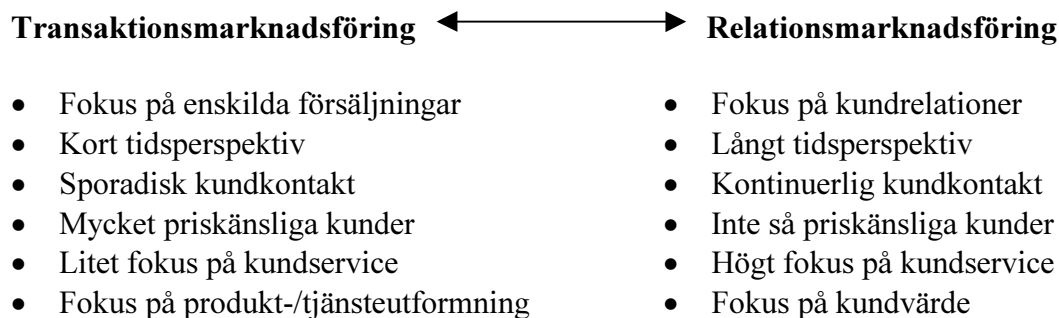 Transaktionsmarknadsföring Relationsmarknadsföring
• Fokus på enskilda försäljningar • Fokus på kundrelationer
• Kort tidsperspektiv • Långt tidsperspektiv
• Sporadisk kundkontakt • Kontinuerlig kundkontakt
• Mycket priskänsliga kunder • Inte så priskänsliga kunder
• Litet fokus på kundservice • Högt fokus på kundservice
• Fokus på produkt-/tjänsteutformning • Fokus på kundvärde